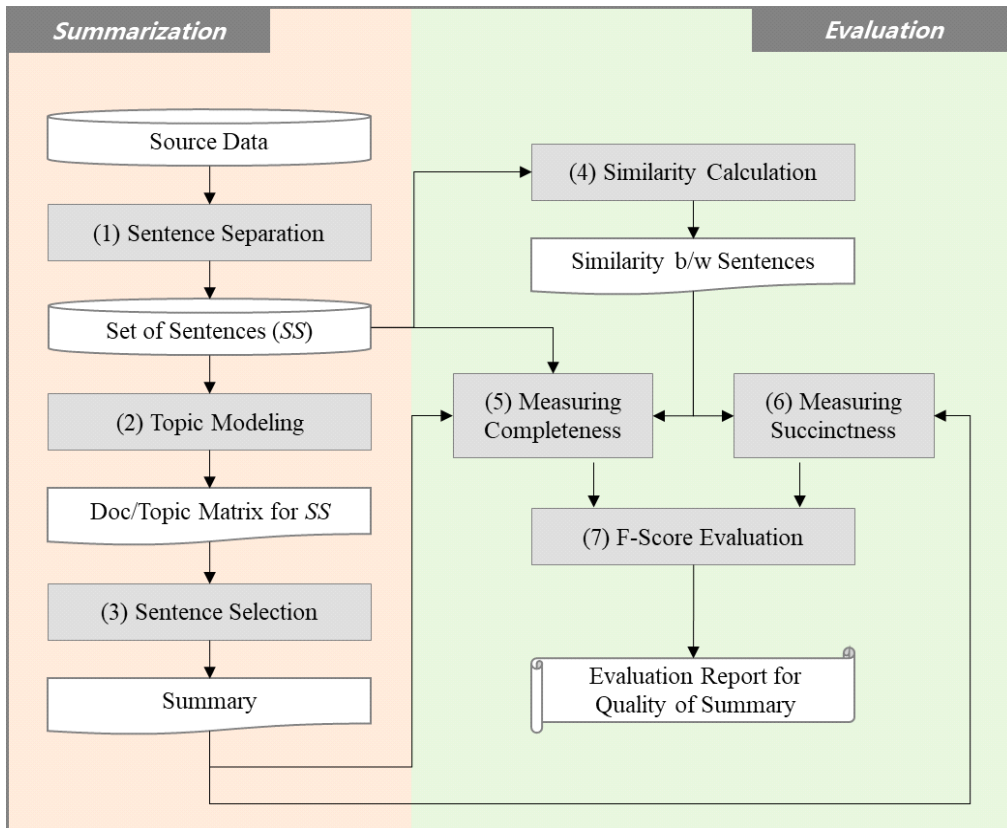 Summarization
Evaluation
Source Data
(1) Sentence Separation
Set of Sentences (SS)
(2) Topic Modeling
Doc/Topic Matrix for SS
(3) Sentence Selection
Summary
(4) Similarity Calculation
Similarity b/w Sentences
(5) Measuring
Completeness
(6) Measuring
Succinctness
(7) F-Score Evaluation
Evaluation Report for
Quality of Summary